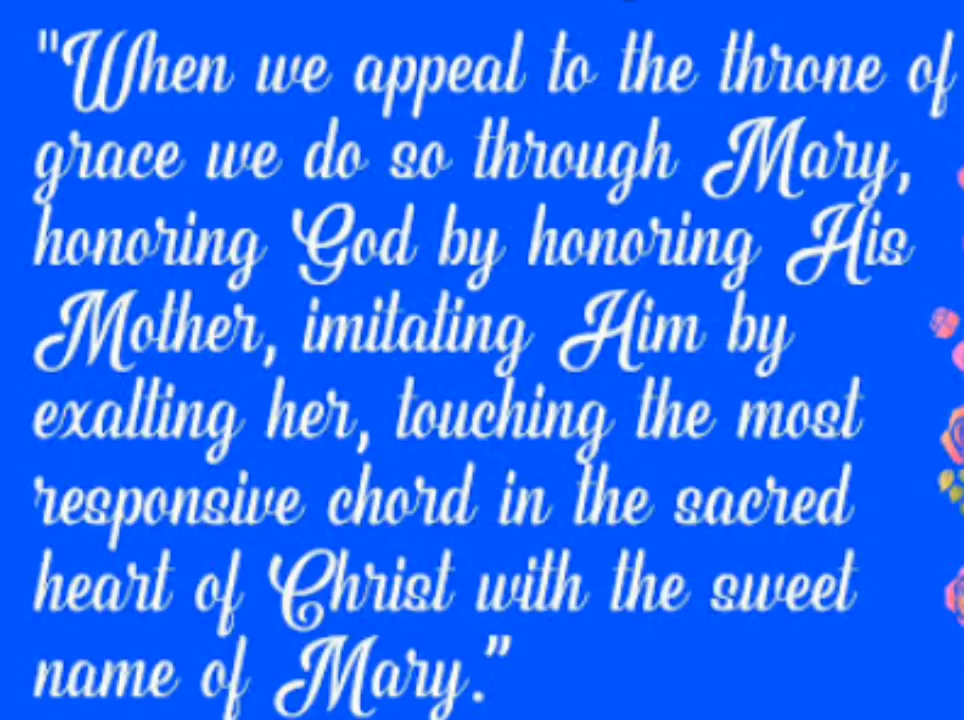 "When we appeal to the throne of
grace we do so through Mary,
honoring God by honoring His
Mother, imitating Him by
exalting her, touching the most
responsive chord in the sacred
heart of Christ with the sweet
name of Mary.”